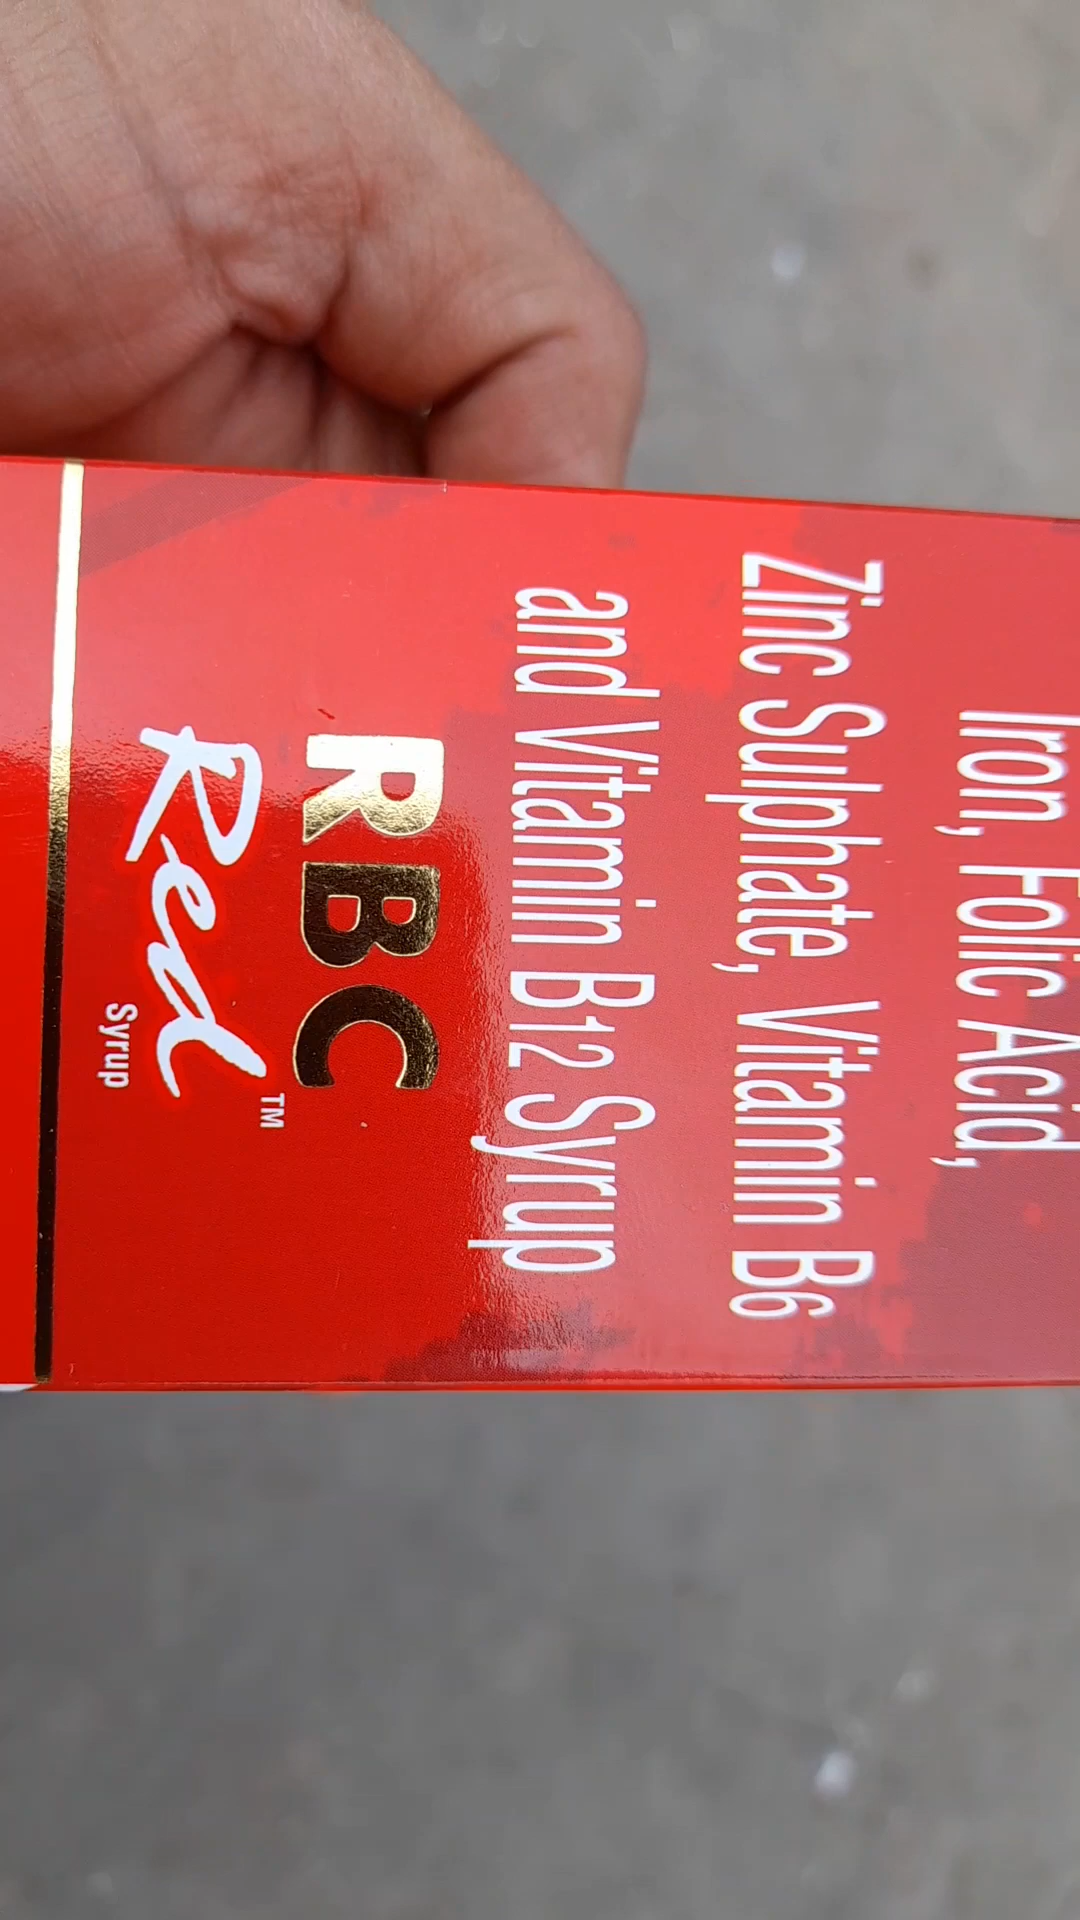 Iron, Folic Acid,
Zinc Sulphate, Vitamin B6
and Vitamin B12 Syrup
RBC
Red™
Syrup